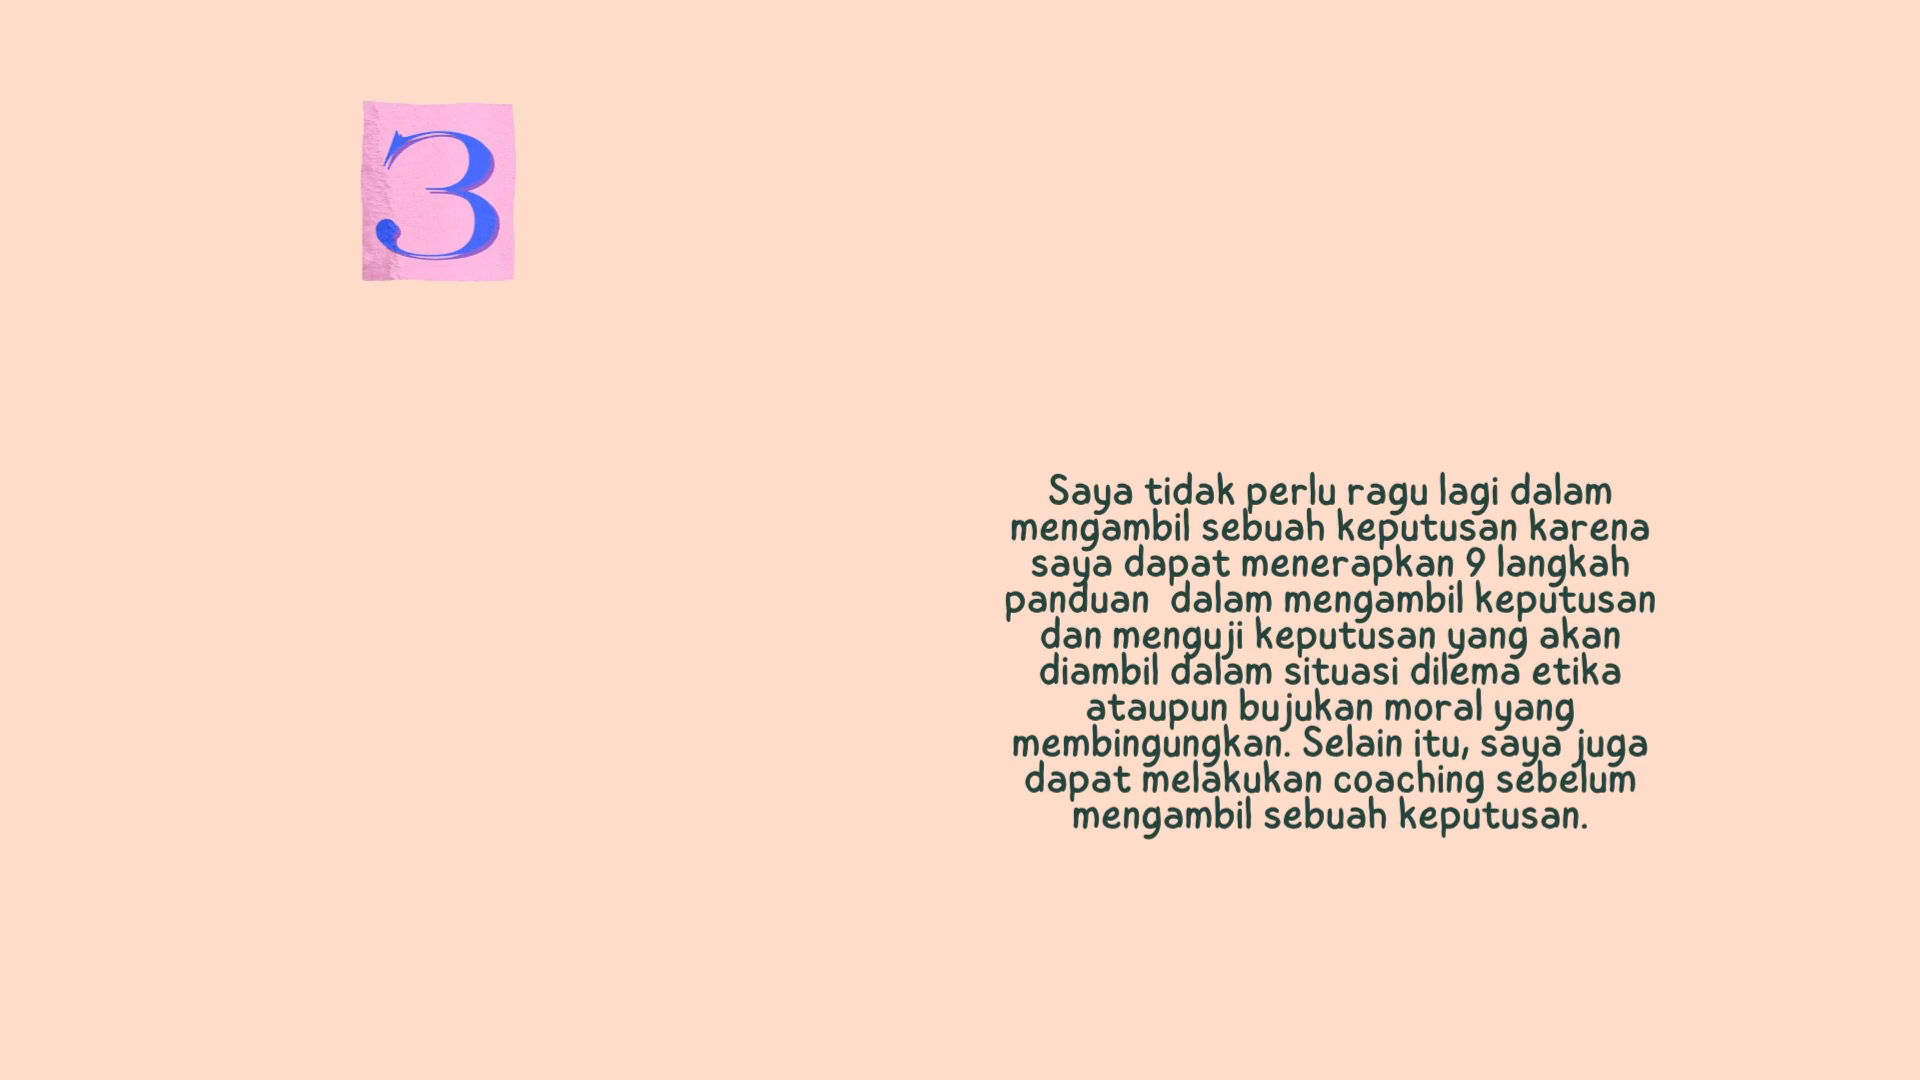 3
Saya tidak perlu ragu lagi dalam
mengambil sebuah keputusan karena
saya dapat menerapkan 9 langkah
panduan  dalam mengambil keputusan
dan menguji keputusan yang akan
diambil dalam situasi dilema etika
ataupun bujukan moral yang
membingungkan. Selain itu, saya juga
dapat melakukan coaching sebelum
mengambil sebuah keputusan.